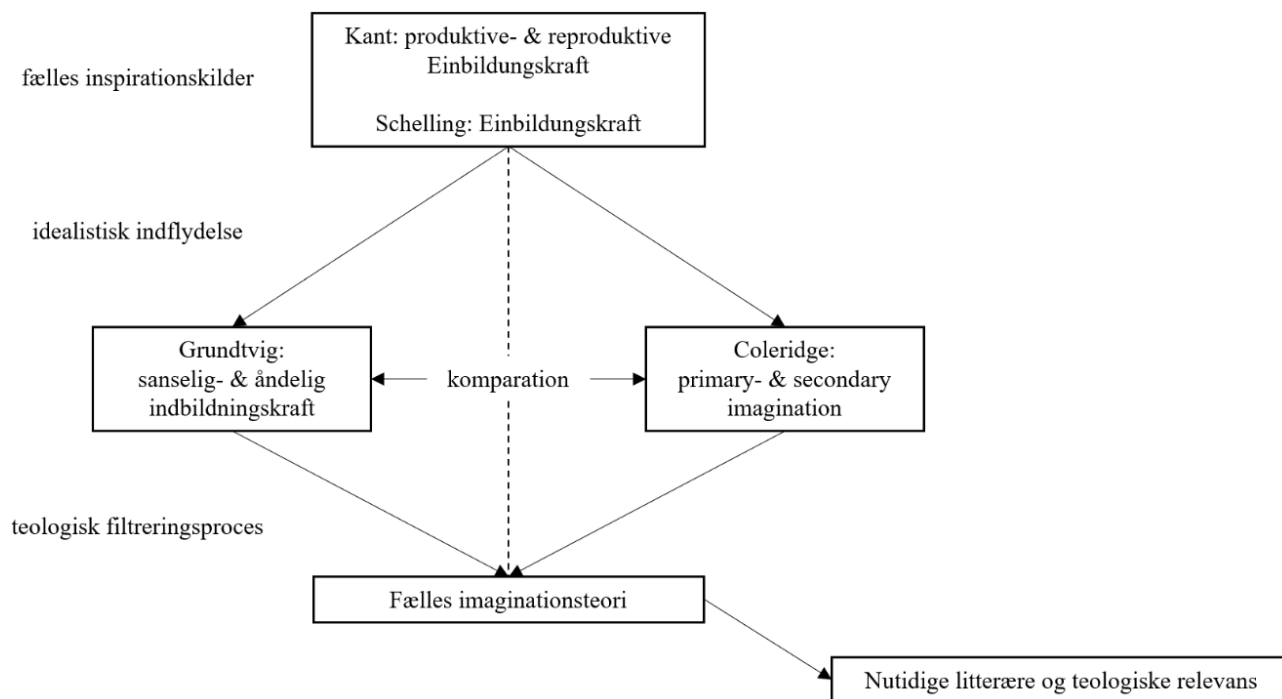 Kant: produktive- & reproduktive
Einbildungskraft
fælles inspirationskilder
Schelling: Einbildungskraft
idealistisk indflydelse
Grundtvig:
sanselig- & åndelig
indbildningskraft
komparation
Coleridge:
primary- & secondary
imagination
teologisk filtreringsproces
Fælles imaginationsteori
Nutidige litterære og teologiske relevans